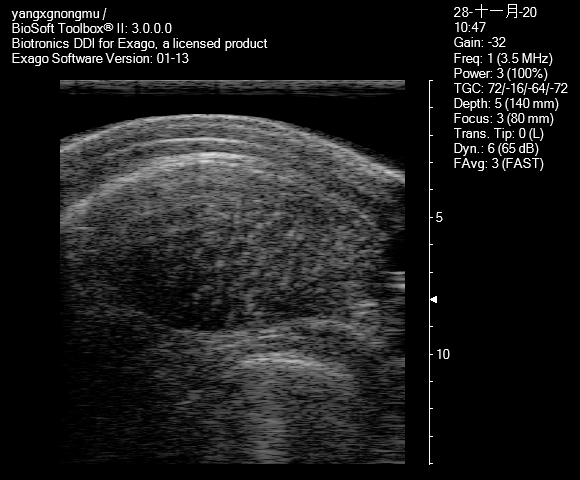 yangxgnongmu /
BioSoft Toolbox® II: 3.0.0.0
Biotronics DDI for Exago, a licensed product
Exago Software Version: 01-13
28-十一月-20
10:47
Gain: -32
Freq: 1 (3.5 MHz)
Power: 3 (100%)
TGC: 72/-16/-64/-72
Depth: 5 (140 mm)
Focus: 3 (80 mm)
Trans. Tip: 0 (L)
Dyn.: 6 (65 dB)
FAvg: 3 (FAST)
5
10